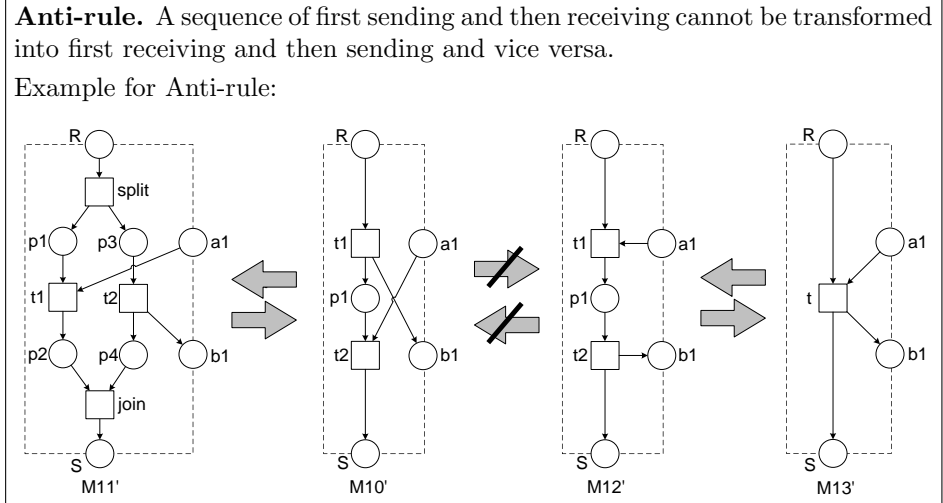 Anti-rule. A sequence of first sending and then receiving cannot be transformed
into first receiving and then sending and vice versa.
Example for Anti-rule:
R
split
p1
p3
a1
t1
t2
p2
p4
b1
join
S
M11'
R
t1
a1
p1
t2
b1
S
M10'
R
t1
a1
p1
t2
b1
S
M12'
R
a1
t
b1
S
M13'